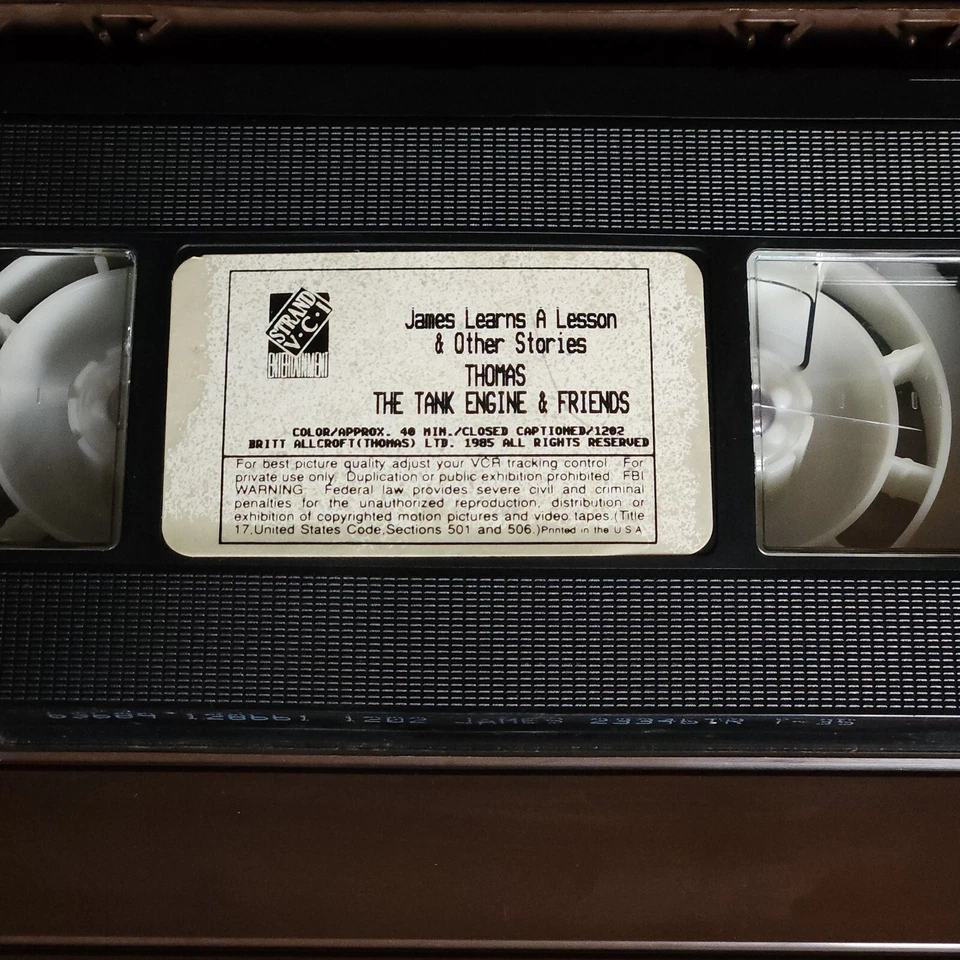 STRAND
V·C·I
ENTERTAINMENT
James Learns A Lesson
& Other Stories
THOMAS
THE TANK ENGINE & FRIENDS
COLOR/APPROX. 40 MIN./CLOSED CAPTIONED/1202
BRITT ALLCROFT(THOMAS) LTD. 1985 ALL RIGHTS RESERVED
For best picture quality adjust your VCR tracking control. For
private use only. Duplication or public exhibition prohibited. FBI
WARNING: Federal law provides severe civil and criminal
penalties for the unauthorized reproduction, distribution or
exhibition of copyrighted motion pictures and video tapes.(Title
17,United States Code,Sections 501 and 506.)Printed in the U S A
1202 JAMES